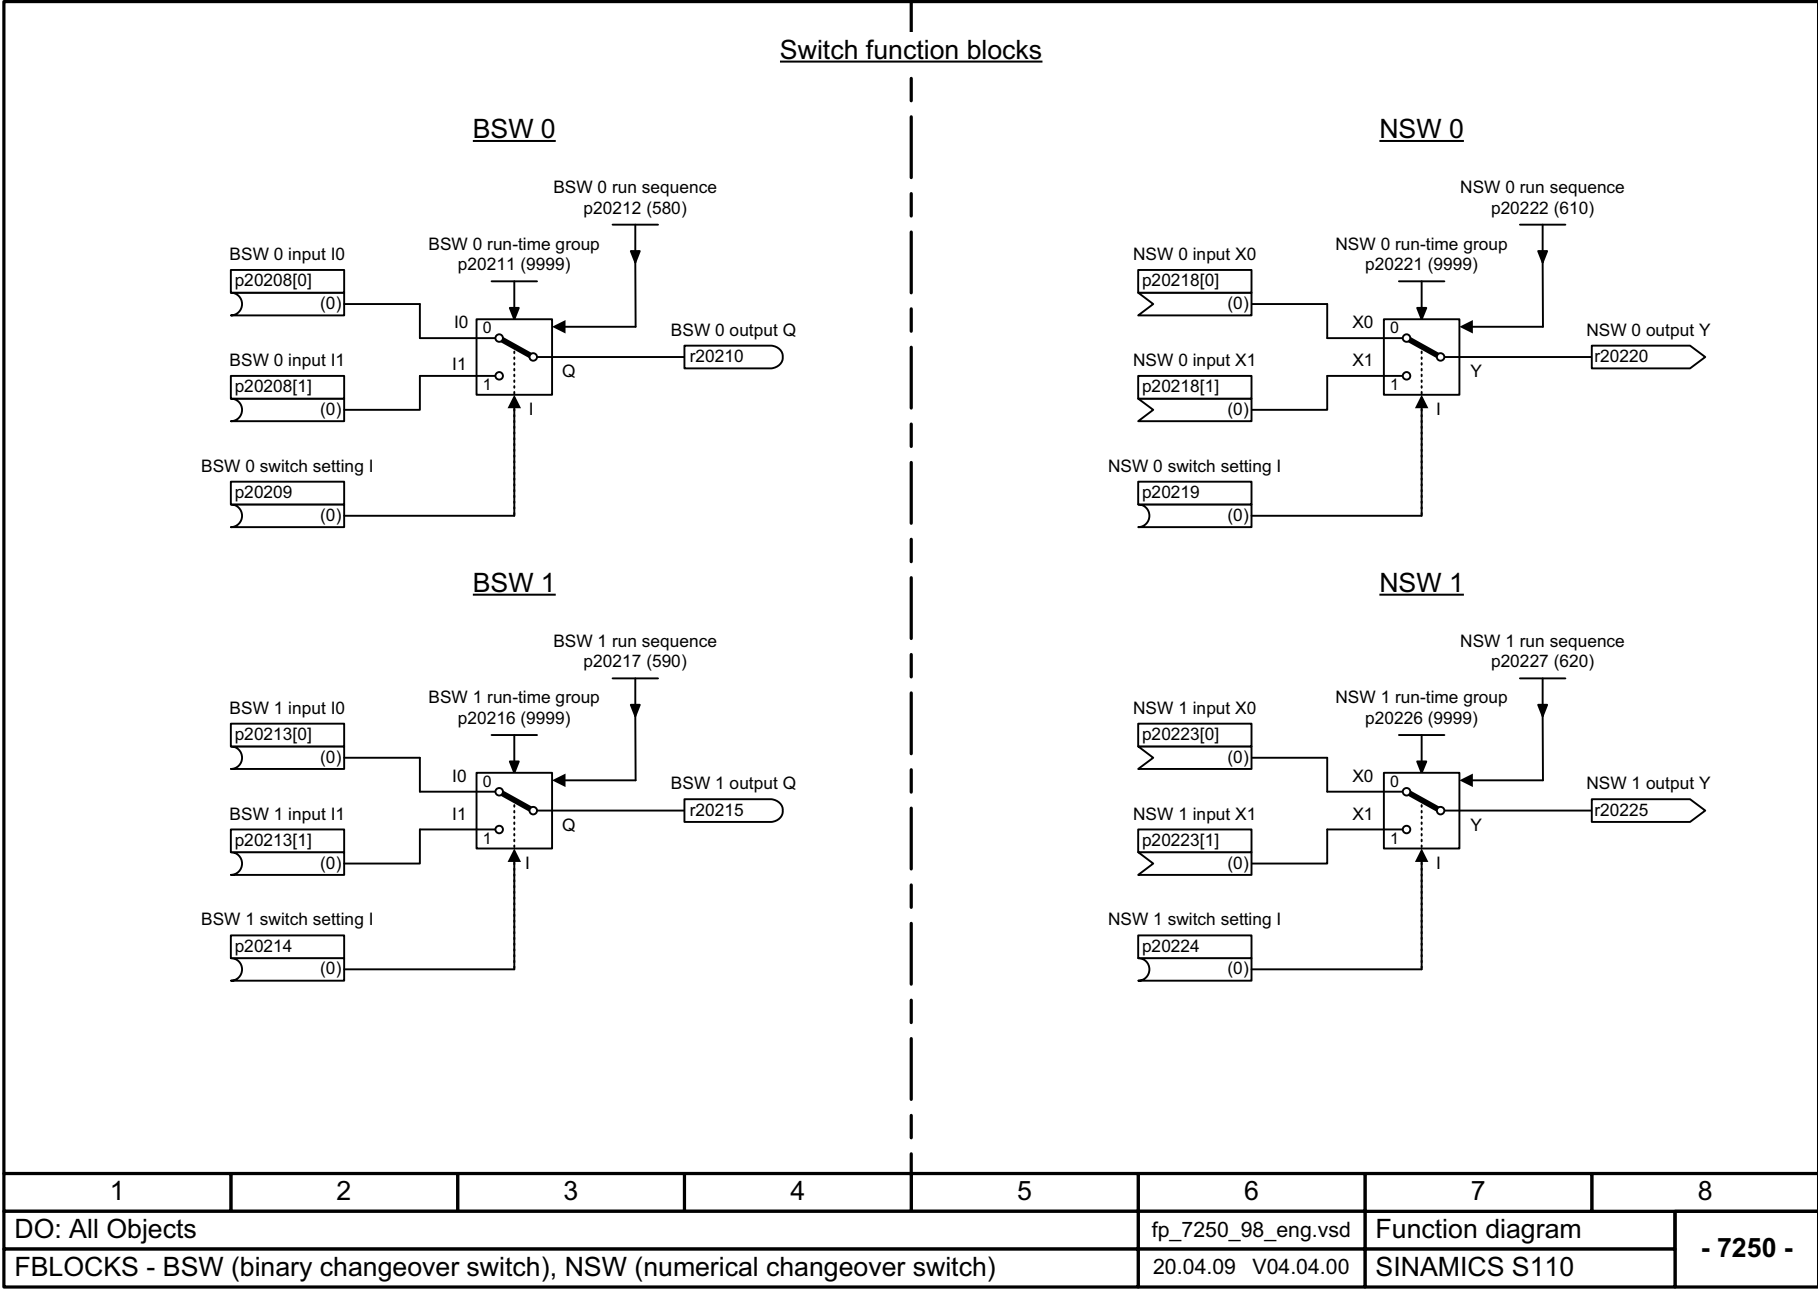 Switch function blocks
BSW 0
BSW 0 run sequence
p20212 (580)
BSW 0 run-time group
p20211 (9999)
BSW 0 input I0
p20208[0]
(0)
I0
0
BSW 0 output Q
r20210
BSW 0 input I1
p20208[1]
(0)
I1
1
Q
I
BSW 0 switch setting I
p20209
(0)
BSW 1
BSW 1 run sequence
p20217 (590)
BSW 1 run-time group
p20216 (9999)
BSW 1 input I0
p20213[0]
(0)
I0
0
BSW 1 output Q
r20215
BSW 1 input I1
p20213[1]
(0)
I1
1
Q
I
BSW 1 switch setting I
p20214
(0)
NSW 0
NSW 0 run sequence
p20222 (610)
NSW 0 run-time group
p20221 (9999)
NSW 0 input X0
p20218[0]
(0)
X0
0
NSW 0 output Y
r20220
NSW 0 input X1
p20218[1]
(0)
X1
1
Y
I
NSW 0 switch setting I
p20219
(0)
NSW 1
NSW 1 run sequence
p20227 (620)
NSW 1 run-time group
p20226 (9999)
NSW 1 input X0
p20223[0]
(0)
X0
0
NSW 1 output Y
r20225
NSW 1 input X1
p20223[1]
(0)
X1
1
Y
I
NSW 1 switch setting I
p20224
(0)
1 2 3 4 5 6 7 8
DO: All Objects
fp_7250_98_eng.vsd
Function diagram
- 7250 -
FBLOCKS - BSW (binary changeover switch), NSW (numerical changeover switch)
20.04.09 V04.04.00
SINAMICS S110